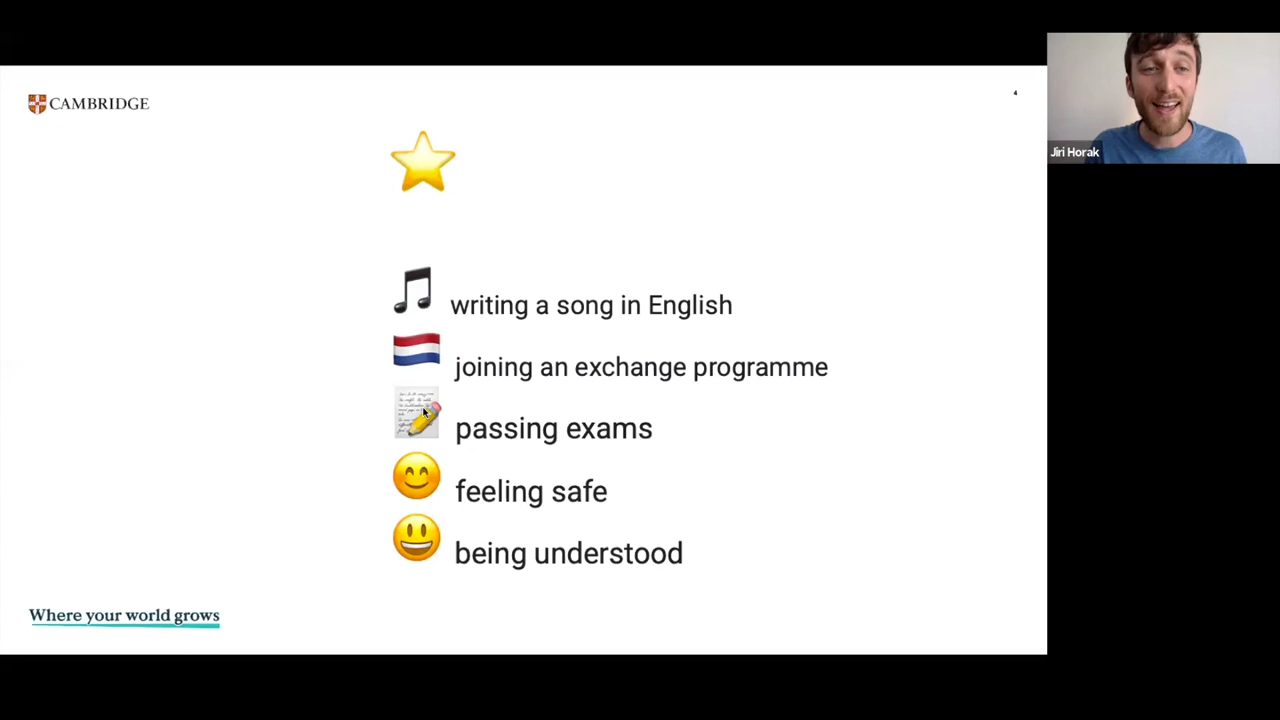 CAMBRIDGE
4
Jiri Horak
writing a song in English
joining an exchange programme
passing exams
feeling safe
being understood
Where your world grows